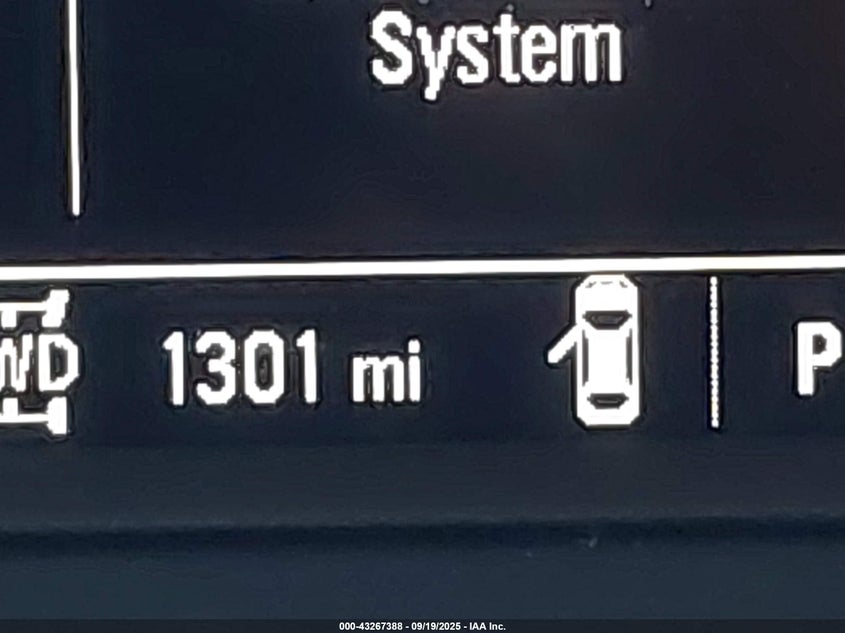 System
WD
1301 mi
P
000-43267388 - 09/19/2025 - IAA Inc.